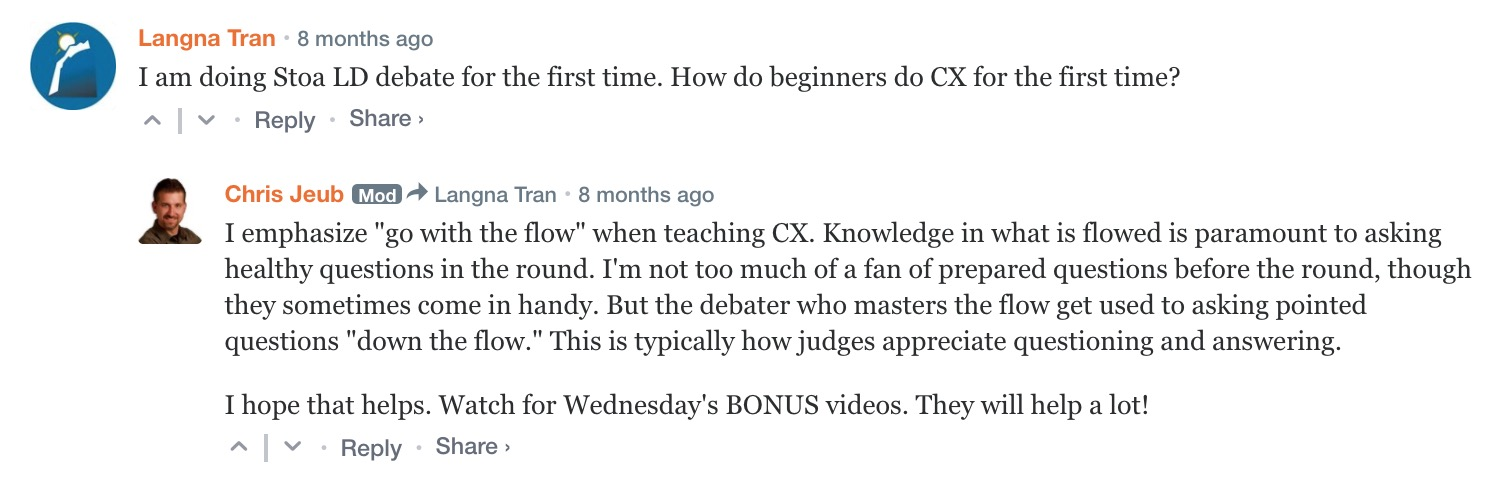 Langna Tran • 8 months ago
I am doing Stoa LD debate for the first time. How do beginners do CX for the first time?
• Reply • Share ›
Chris Jeub Mod Langna Tran • 8 months ago
I emphasize "go with the flow" when teaching CX. Knowledge in what is flowed is paramount to asking
healthy questions in the round. I'm not too much of a fan of prepared questions before the round, though
they sometimes come in handy. But the debater who masters the flow get used to asking pointed
questions "down the flow." This is typically how judges appreciate questioning and answering.
I hope that helps. Watch for Wednesday's BONUS videos. They will help a lot!
• Reply • Share ›